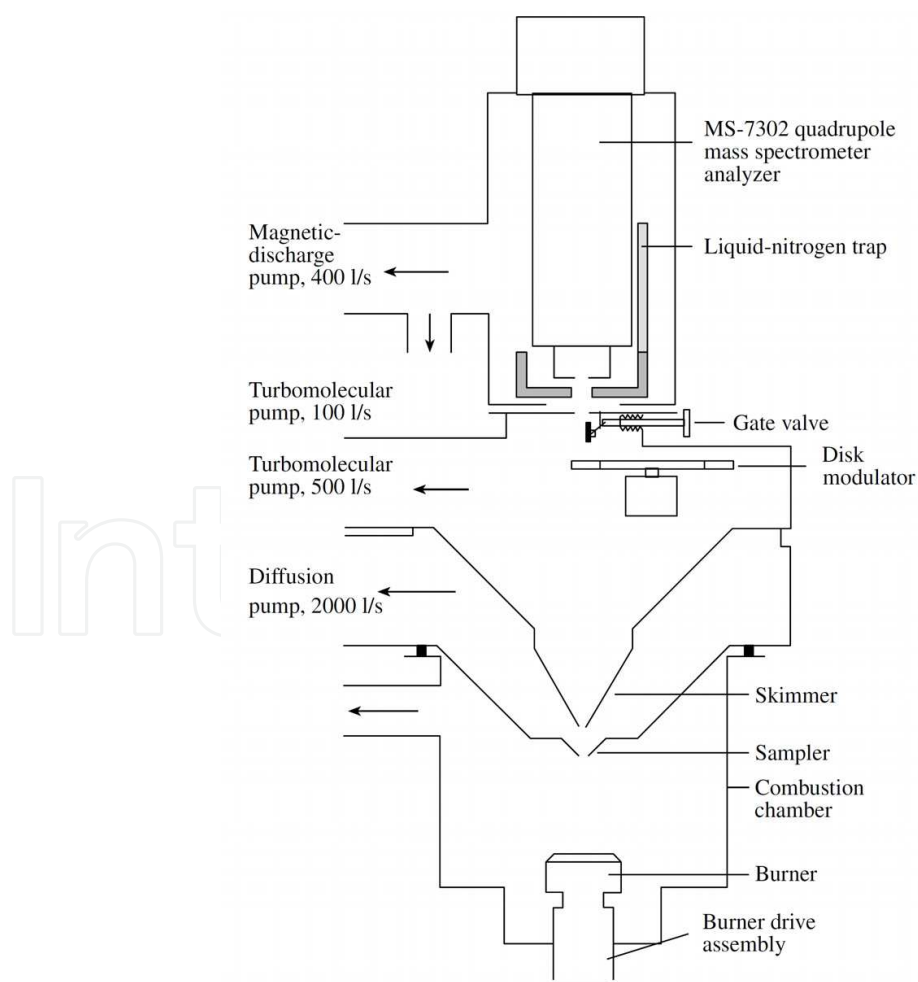 MS-7302 quadrupole
mass spectrometer
analyzer
Magnetic-
discharge
pump, 400 l/s
Liquid-nitrogen trap
Turbomolecular
pump, 100 l/s
Gate valve
Turbomolecular
pump, 500 l/s
Disk
modulator
Diffusion
pump, 2000 l/s
Skimmer
Sampler
Combustion
chamber
Burner
Burner drive
assembly
Int